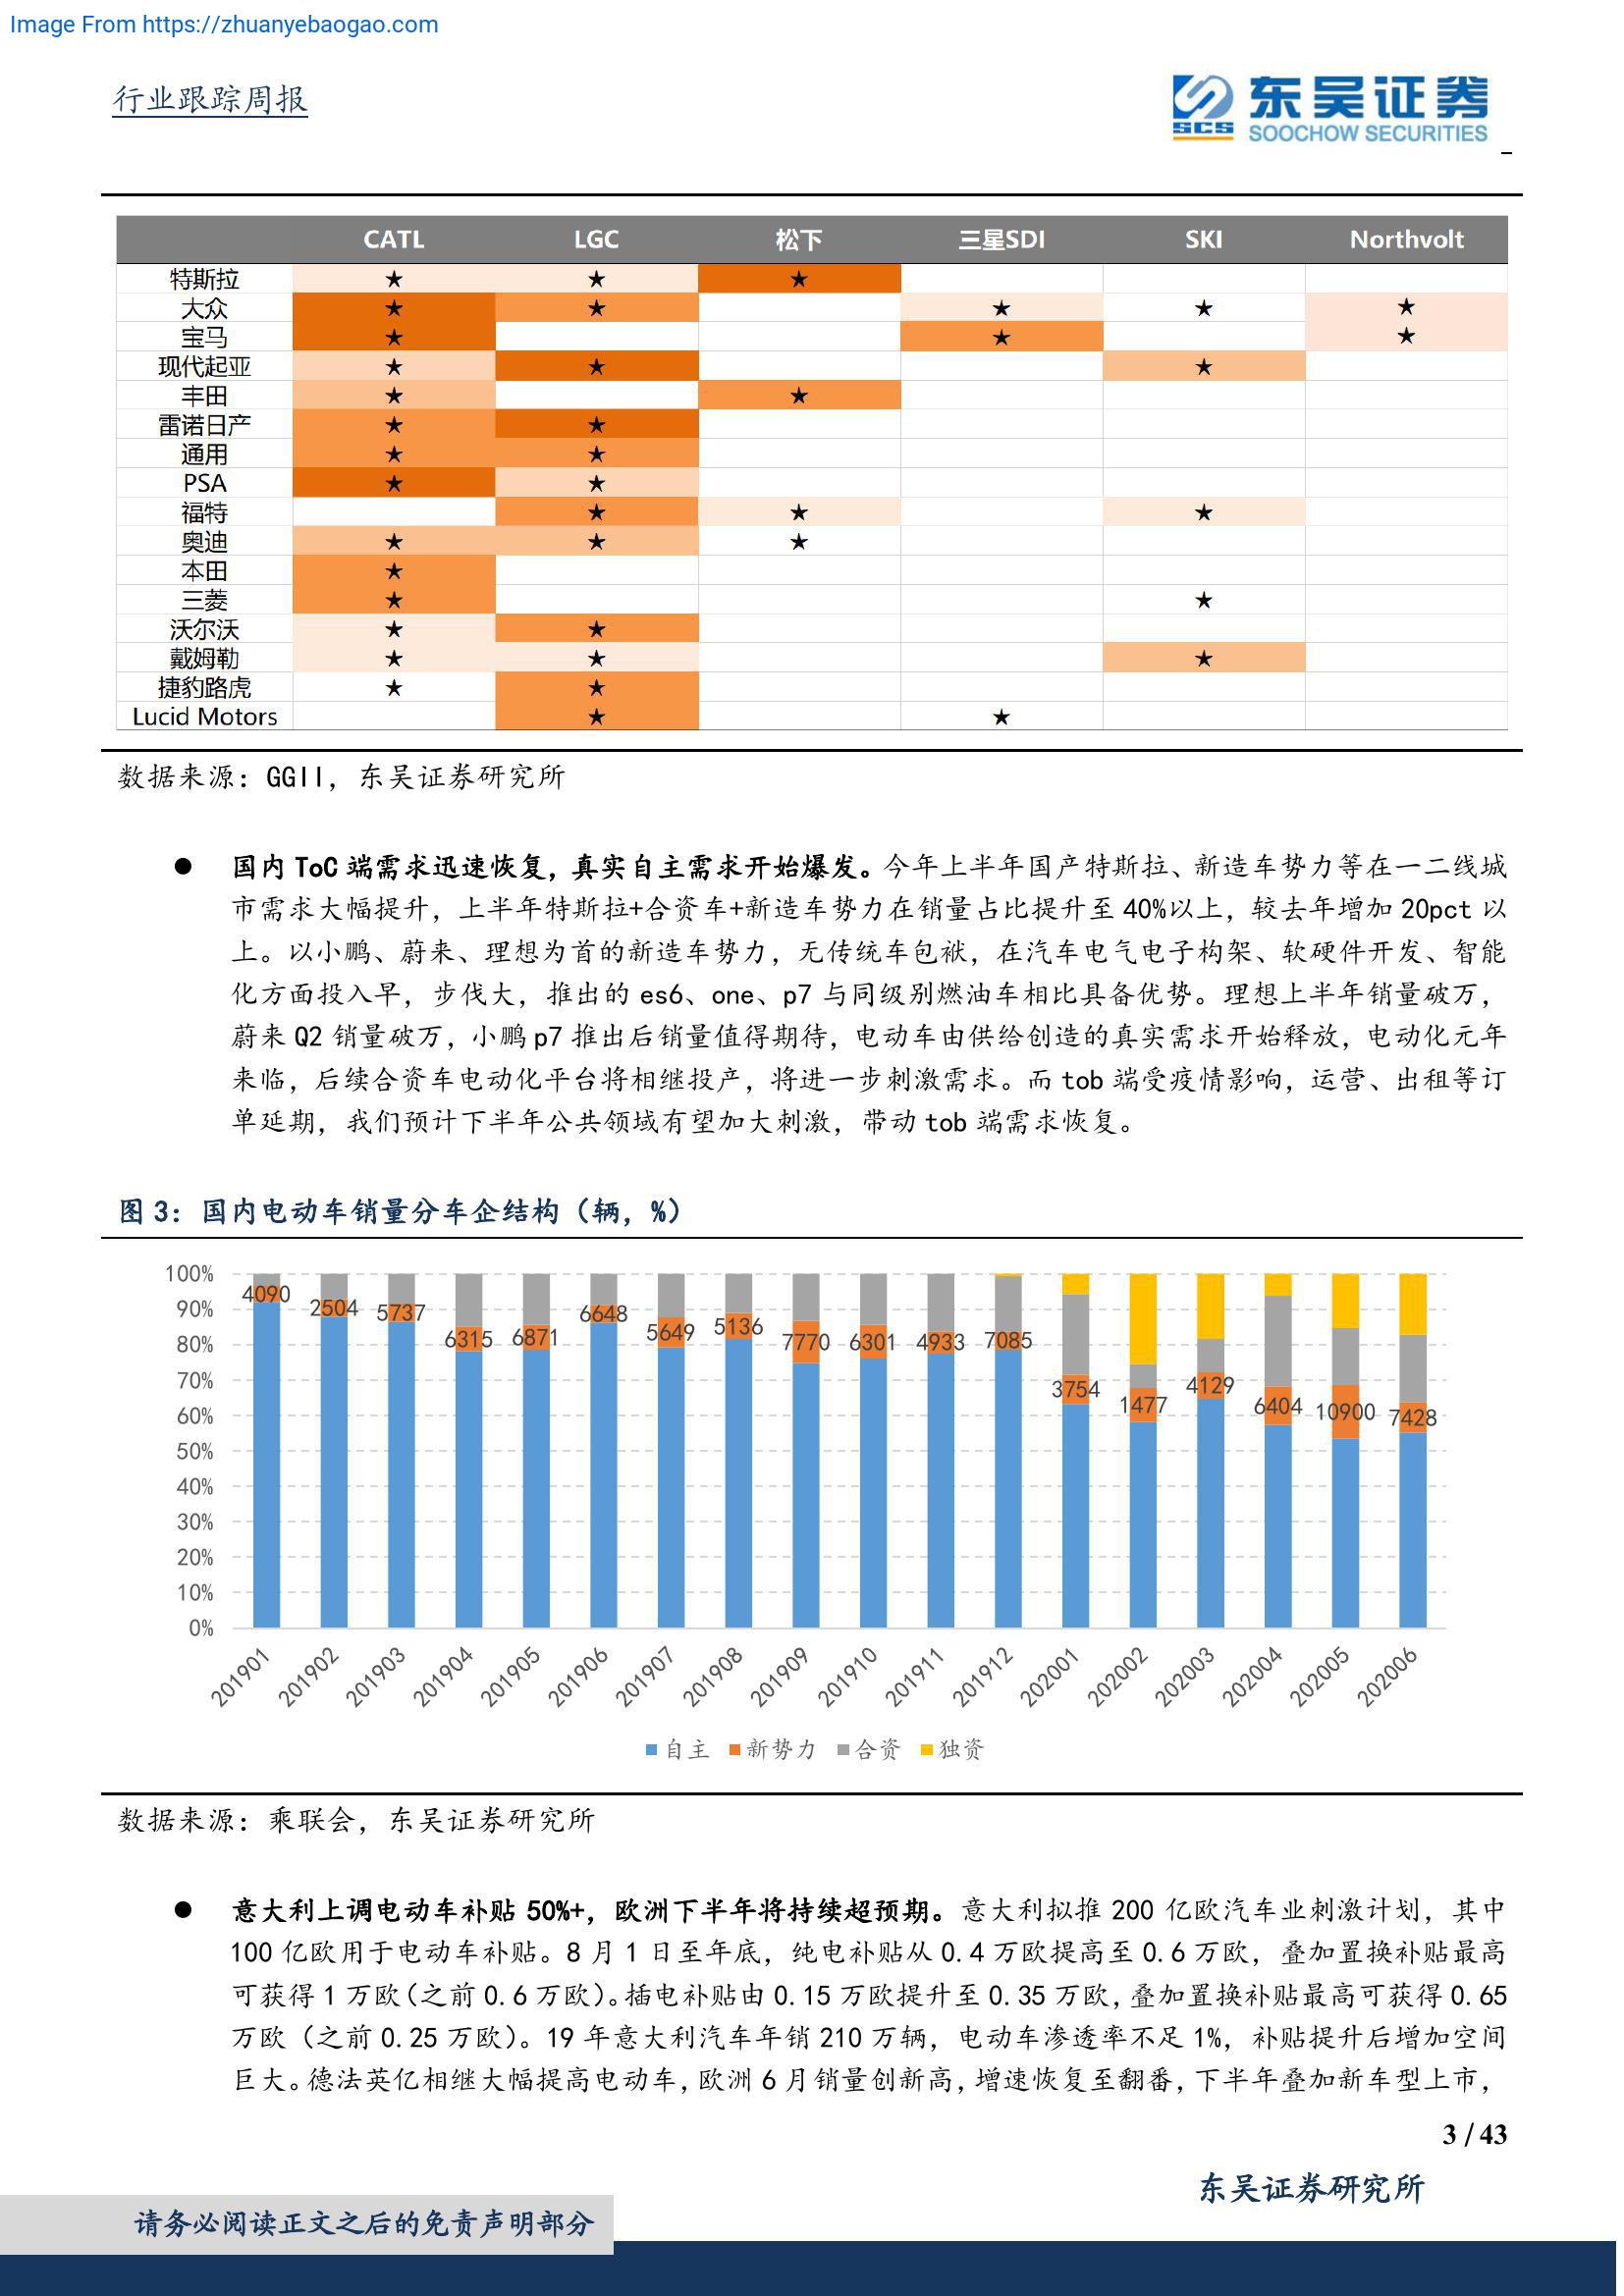 Image From https://zhuanyebaogao.com
行业跟踪周报
东吴证券
SCS
SOOCHOW SECURITIES
CATL LGC 松下 三星SDI SKI Northvolt
特斯拉 ★ ★ ★
大众 ★ ★ ★ ★ ★
宝马 ★ ★ ★
现代起亚 ★ ★ ★
丰田 ★ ★
雷诺日产 ★ ★
通用 ★ ★
PSA ★ ★
福特 ★ ★ ★
奥迪 ★ ★ ★
本田 ★
三菱 ★ ★
沃尔沃 ★ ★
戴姆勒 ★ ★ ★
捷豹路虎 ★ ★
Lucid Motors ★ ★
数据来源：GGII，东吴证券研究所
● 国内 ToC 端需求迅速恢复，真实自主需求开始爆发。今年上半年国产特斯拉、新造车势力等在一二线城
市需求大幅提升，上半年特斯拉+合资车+新造车势力在销量占比提升至 40%以上，较去年增加 20pct 以
上。以小鹏、蔚来、理想为首的新造车势力，无传统车包袱，在汽车电气电子构架、软硬件开发、智能
化方面投入早，步伐大，推出的 es6、one、p7 与同级别燃油车相比具备优势。理想上半年销量破万，
蔚来 Q2 销量破万，小鹏 p7 推出后销量值得期待，电动车由供给创造的真实需求开始释放，电动化元年
来临，后续合资车电动化平台将相继投产，将进一步刺激需求。而 tob 端受疫情影响，运营、出租等订
单延期，我们预计下半年公共领域有望加大刺激，带动 tob 端需求恢复。
图 3：国内电动车销量分车企结构（辆，%）
100%
90%
80%
70%
60%
50%
40%
30%
20%
10%
0%
4090 2504 5737 6315 6871 6648 5649 5136 7770 6301 4933 7085 3754 1477 4129 6404 10900 7428
201901 201902 201903 201904 201905 201906 201907 201908 201909 201910 201911 201912 202001 202002 202003 202004 202005 202006
自主 新势力 合资 独资
数据来源：乘联会，东吴证券研究所
● 意大利上调电动车补贴 50%+，欧洲下半年将持续超预期。意大利拟推 200 亿欧汽车业刺激计划，其中
100 亿欧用于电动车补贴。8 月 1 日至年底，纯电补贴从 0.4 万欧提高至 0.6 万欧，叠加置换补贴最高
可获得 1 万欧（之前 0.6 万欧）。插电补贴由 0.15 万欧提升至 0.35 万欧，叠加置换补贴最高可获得 0.65
万欧（之前 0.25 万欧）。19 年意大利汽车年销 210 万辆，电动车渗透率不足 1%，补贴提升后增加空间
巨大。德法英亿相继大幅提高电动车，欧洲 6 月销量创新高，增速恢复至翻番，下半年叠加新车型上市，
3 / 43
东吴证券研究所
请务必阅读正文之后的免责声明部分